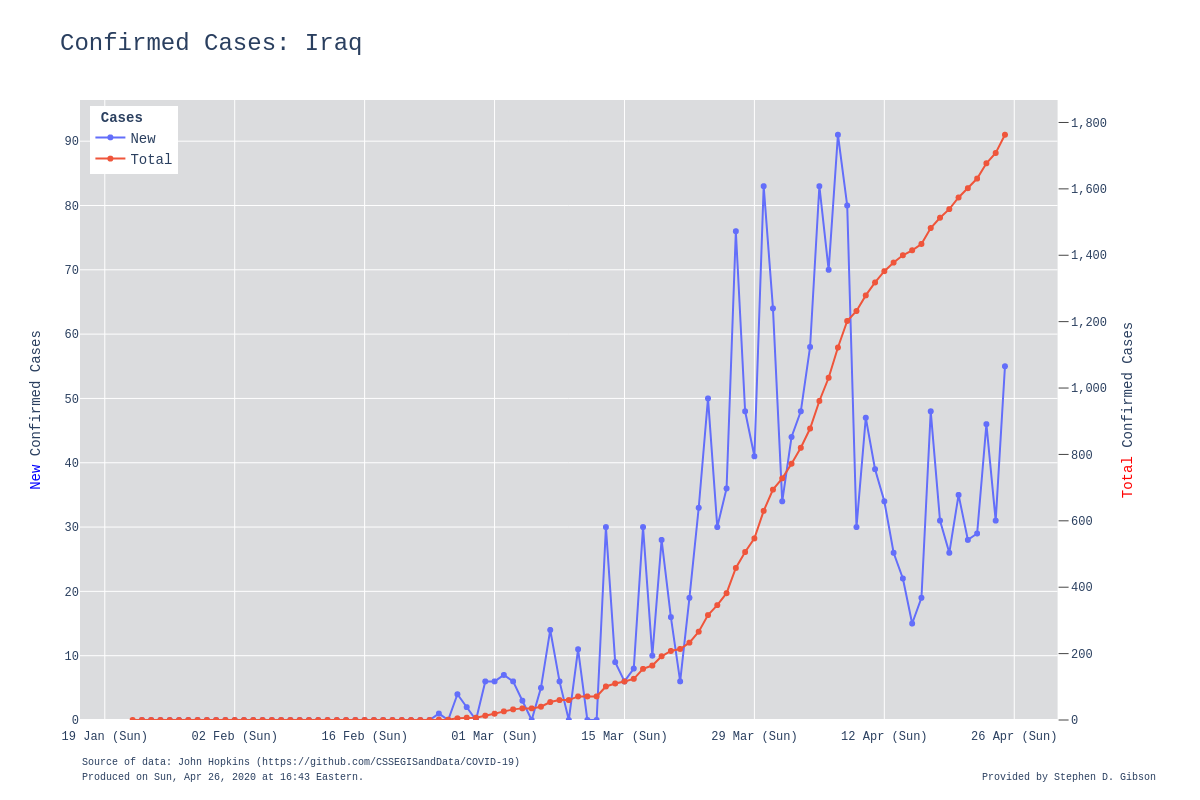 Confirmed Cases: Iraq
Cases
New
Total
90
80
70
60
50
40
30
20
10
0
1,800
1,600
1,400
1,200
1,000
800
600
400
200
0
New Confirmed Cases
Total Confirmed Cases
19 Jan (Sun) 02 Feb (Sun) 16 Feb (Sun) 01 Mar (Sun) 15 Mar (Sun) 29 Mar (Sun) 12 Apr (Sun) 26 Apr (Sun)
Source of data: John Hopkins (https://github.com/CSSEGISandData/COVID-19)
Produced on Sun, Apr 26, 2020 at 16:43 Eastern.
Provided by Stephen D. Gibson